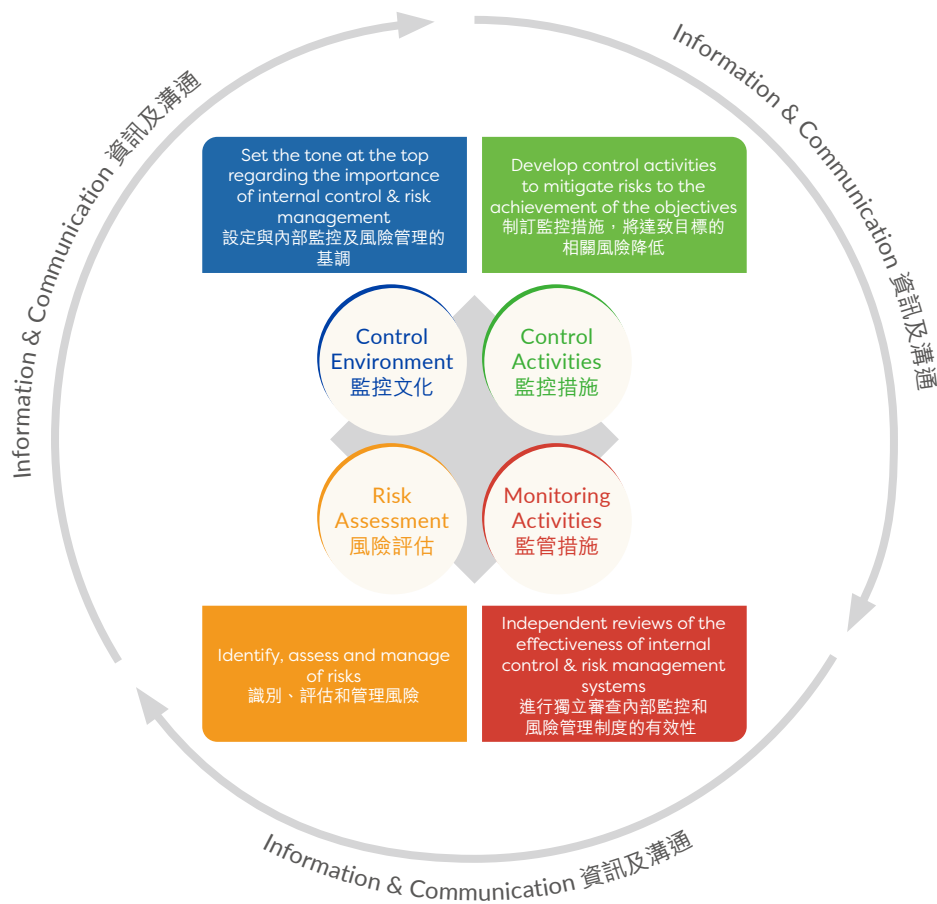 Information & Communication 資訊及溝通
Information & Communication 資訊及溝通
Set the tone at the top
regarding the importance
of internal control & risk
management
設定與內部監控及風險管理的
基調
Develop control activities
to mitigate risks to the
achievement of the objectives
制訂監控措施，將達致目標的
相關風險降低
Control
Environment
監控文化
Control
Activities
監控措施
Risk
Assessment
風險評估
Monitoring
Activities
監管措施
Identify, assess and manage
of risks
識別、評估和管理風險
Independent reviews of the
effectiveness of internal
control & risk management
systems
進行獨立審查內部監控和
風險管理制度的有效性
Information & Communication 資訊及溝通